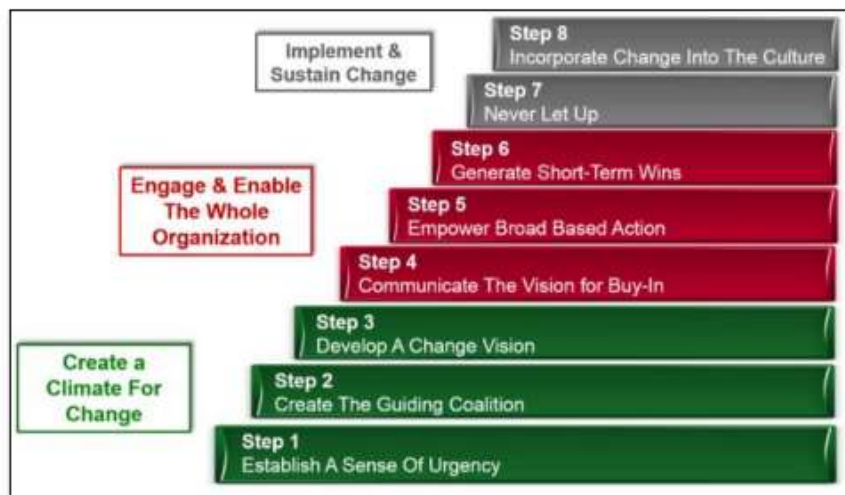 Implement &
Sustain Change
Step 8
Incorporate Change Into The Culture
Step 7
Never Let Up
Engage & Enable
The Whole
Organization
Step 6
Generate Short-Term Wins
Step 5
Empower Broad Based Action
Step 4
Communicate The Vision for Buy-In
Create a
Climate For
Change
Step 3
Develop A Change Vision
Step 2
Create The Guiding Coalition
Step 1
Establish A Sense Of Urgency